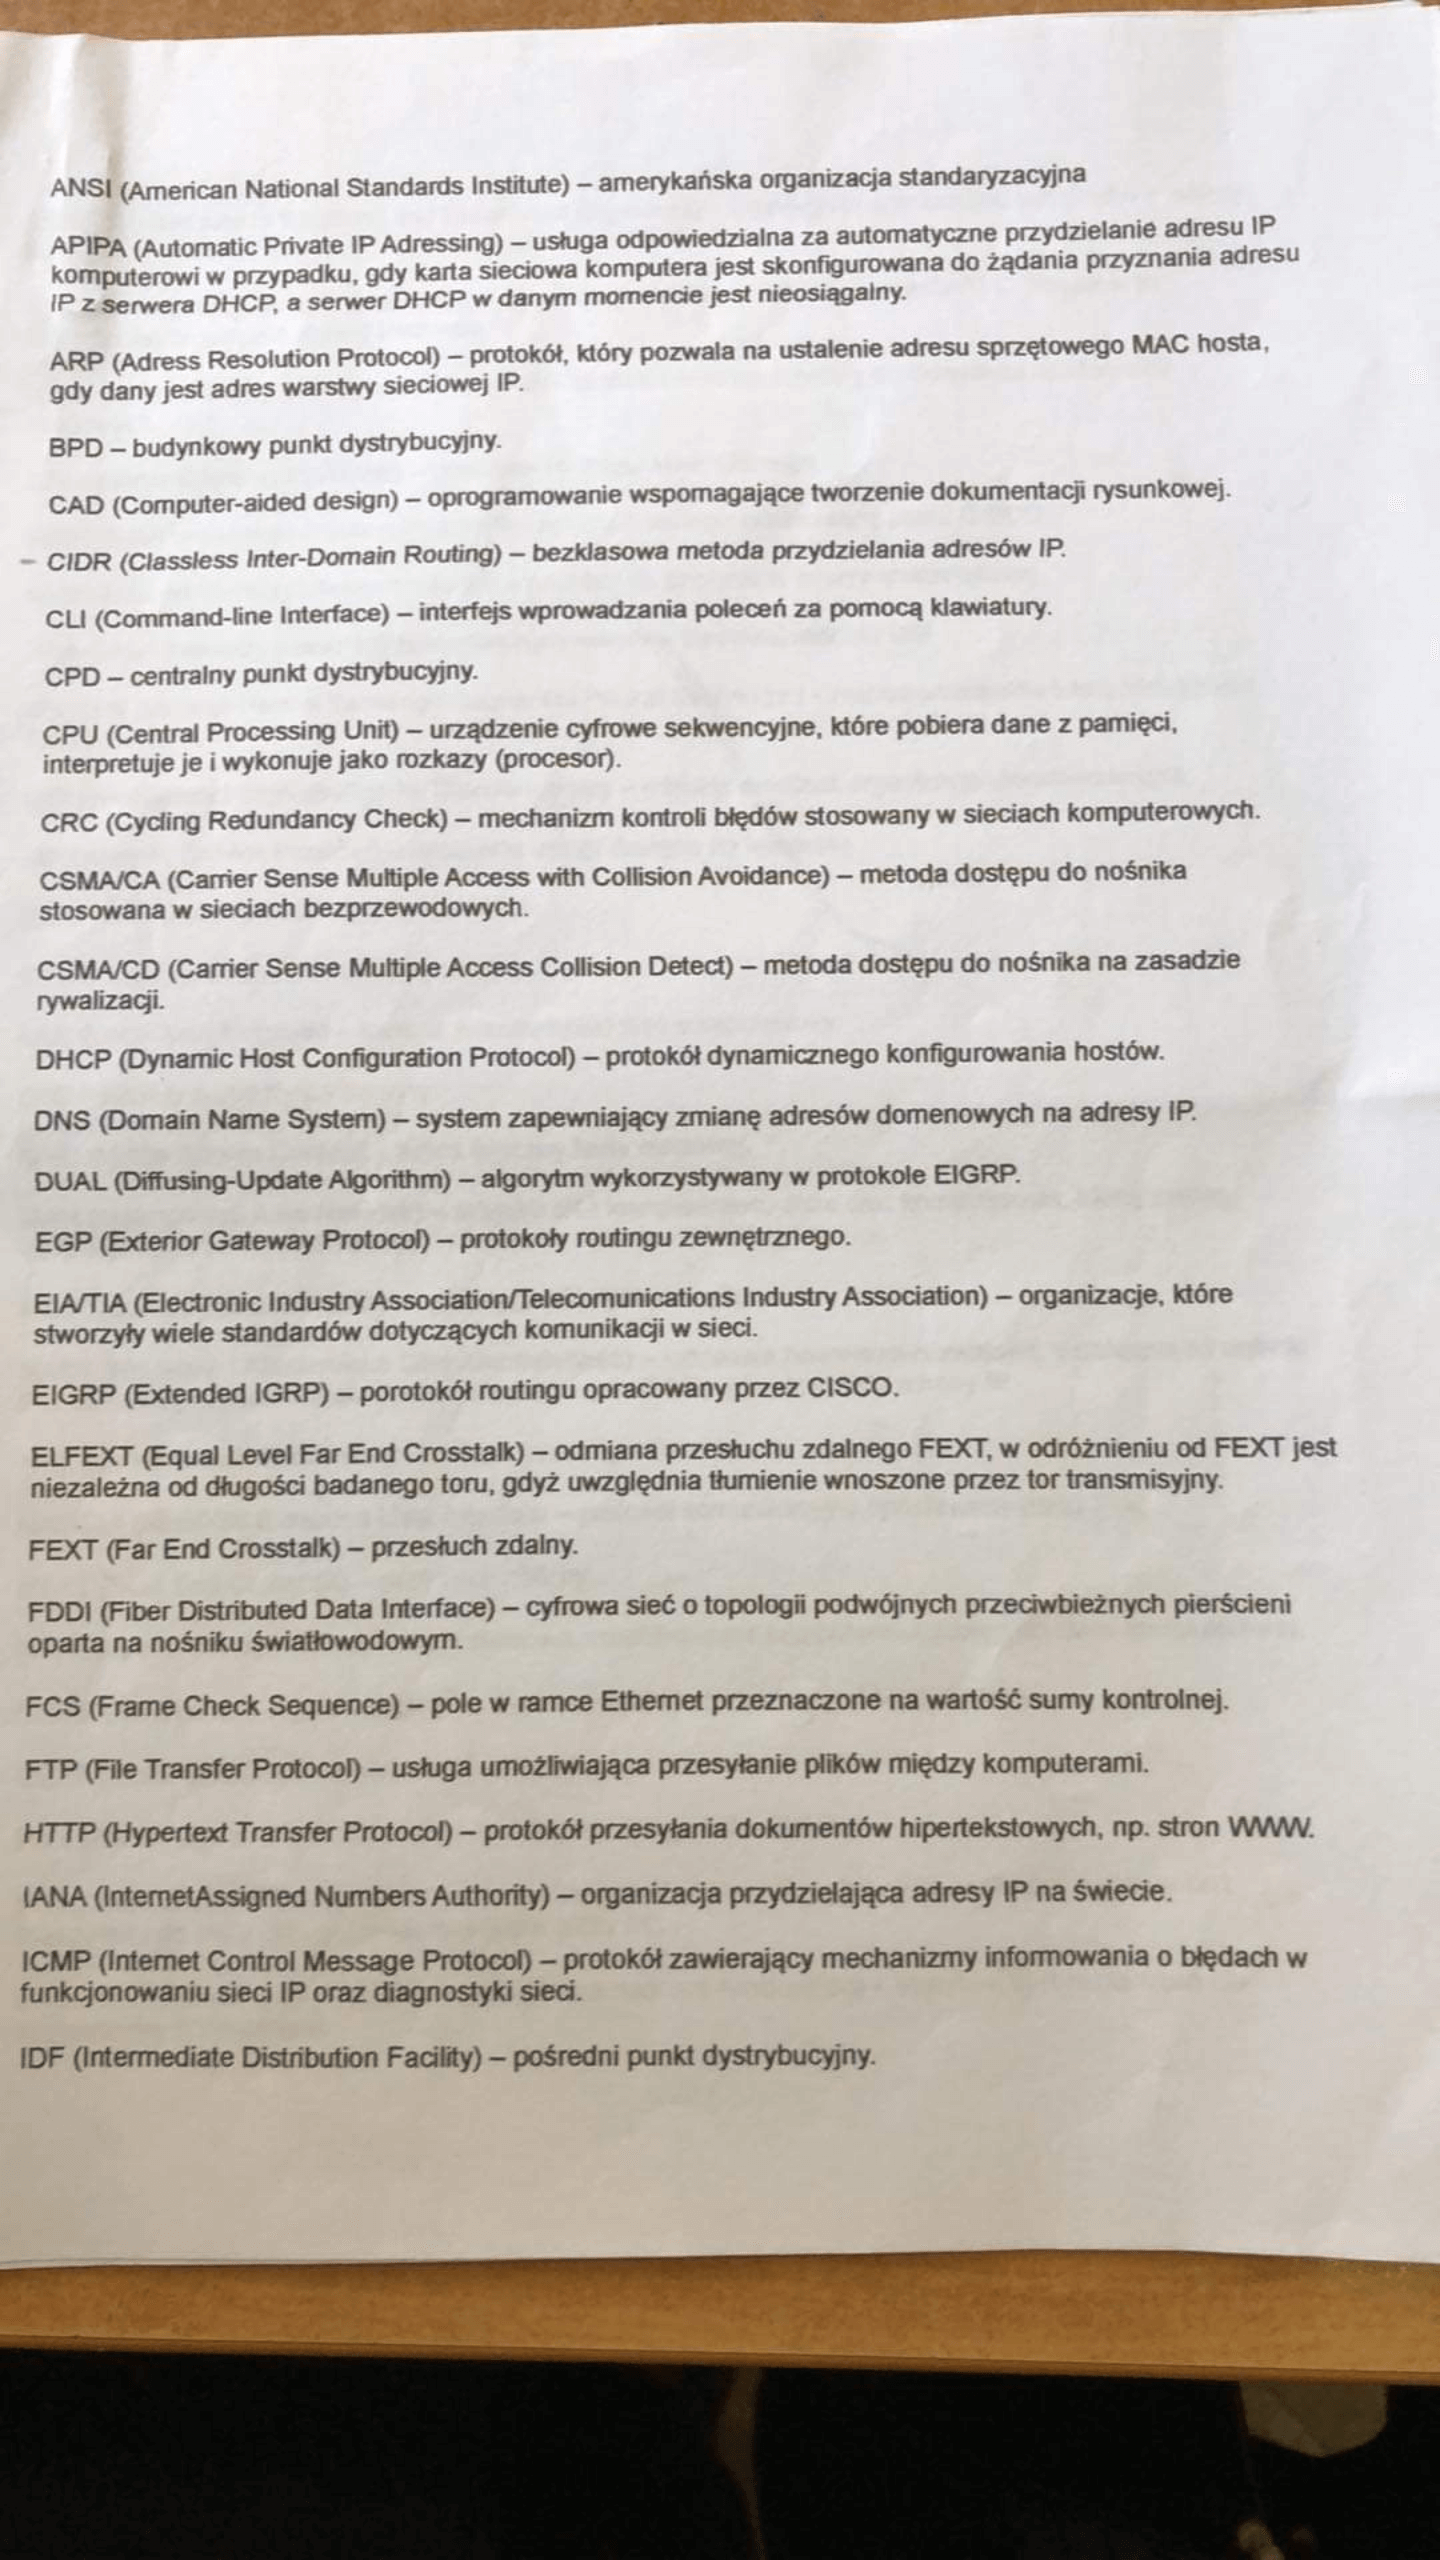 ANSI (American National Standards Institute) – amerykańska organizacja standaryzacyjna
APIPA (Automatic Private IP Adressing) – usługa odpowiedzialna za automatyczne przydzielanie adresu IP
komputerowi w przypadku, gdy karta sieciowa komputera jest skonfigurowana do żądania przyznania adresu
IP z serwera DHCP, a serwer DHCP w danym momencie jest nieosiągalny.
ARP (Adress Resolution Protocol) – protokół, który pozwala na ustalenie adresu sprzętowego MAC hosta,
gdy dany jest adres warstwy sieciowej IP.
BPD – budynkowy punkt dystrybucyjny.
CAD (Computer-aided design) – oprogramowanie wspomagające tworzenie dokumentacji rysunkowej.
– CIDR (Classless Inter-Domain Routing) – bezklasowa metoda przydzielania adresów IP.
CLI (Command-line Interface) – interfejs wprowadzania poleceń za pomocą klawiatury.
CPD – centralny punkt dystrybucyjny.
CPU (Central Processing Unit) – urządzenie cyfrowe sekwencyjne, które pobiera dane z pamięci,
interpretuje je i wykonuje jako rozkazy (procesor).
CRC (Cycling Redundancy Check) – mechanizm kontroli błędów stosowany w sieciach komputerowych.
CSMA/CA (Carrier Sense Multiple Access with Collision Avoidance) – metoda dostępu do nośnika
stosowana w sieciach bezprzewodowych.
CSMA/CD (Carrier Sense Multiple Access Collision Detect) – metoda dostępu do nośnika na zasadzie
rywalizacji.
DHCP (Dynamic Host Configuration Protocol) – protokół dynamicznego konfigurowania hostów.
DNS (Domain Name System) – system zapewniający zmianę adresów domenowych na adresy IP.
DUAL (Diffusing-Update Algorithm) – algorytm wykorzystywany w protokole EIGRP.
EGP (Exterior Gateway Protocol) – protokoły routingu zewnętrznego.
EIA/TIA (Electronic Industry Association/Telecomunications Industry Association) – organizacje, które
stworzyły wiele standardów dotyczących komunikacji w sieci.
EIGRP (Extended IGRP) – porotokół routingu opracowany przez CISCO.
ELFEXT (Equal Level Far End Crosstalk) – odmiana przesłuchu zdalnego FEXT, w odróżnieniu od FEXT jest
niezależna od długości badanego toru, gdyż uwzględnia tłumienie wnoszone przez tor transmisyjny.
FEXT (Far End Crosstalk) – przesłuch zdalny.
FDDI (Fiber Distributed Data Interface) – cyfrowa sieć o topologii podwójnych przeciwbieżnych pierścieni
oparta na nośniku światłowodowym.
FCS (Frame Check Sequence) – pole w ramce Ethernet przeznaczone na wartość sumy kontrolnej.
FTP (File Transfer Protocol) – usługa umożliwiająca przesyłanie plików między komputerami.
HTTP (Hypertext Transfer Protocol) – protokół przesyłania dokumentów hipertekstowych, np. stron WWW.
IANA (InternetAssigned Numbers Authority) – organizacja przydzielająca adresy IP na świecie.
ICMP (Internet Control Message Protocol) – protokół zawierający mechanizmy informowania o błędach w
funkcjonowaniu sieci IP oraz diagnostyki sieci.
IDF (Intermediate Distribution Facility) – pośredni punkt dystrybucyjny.